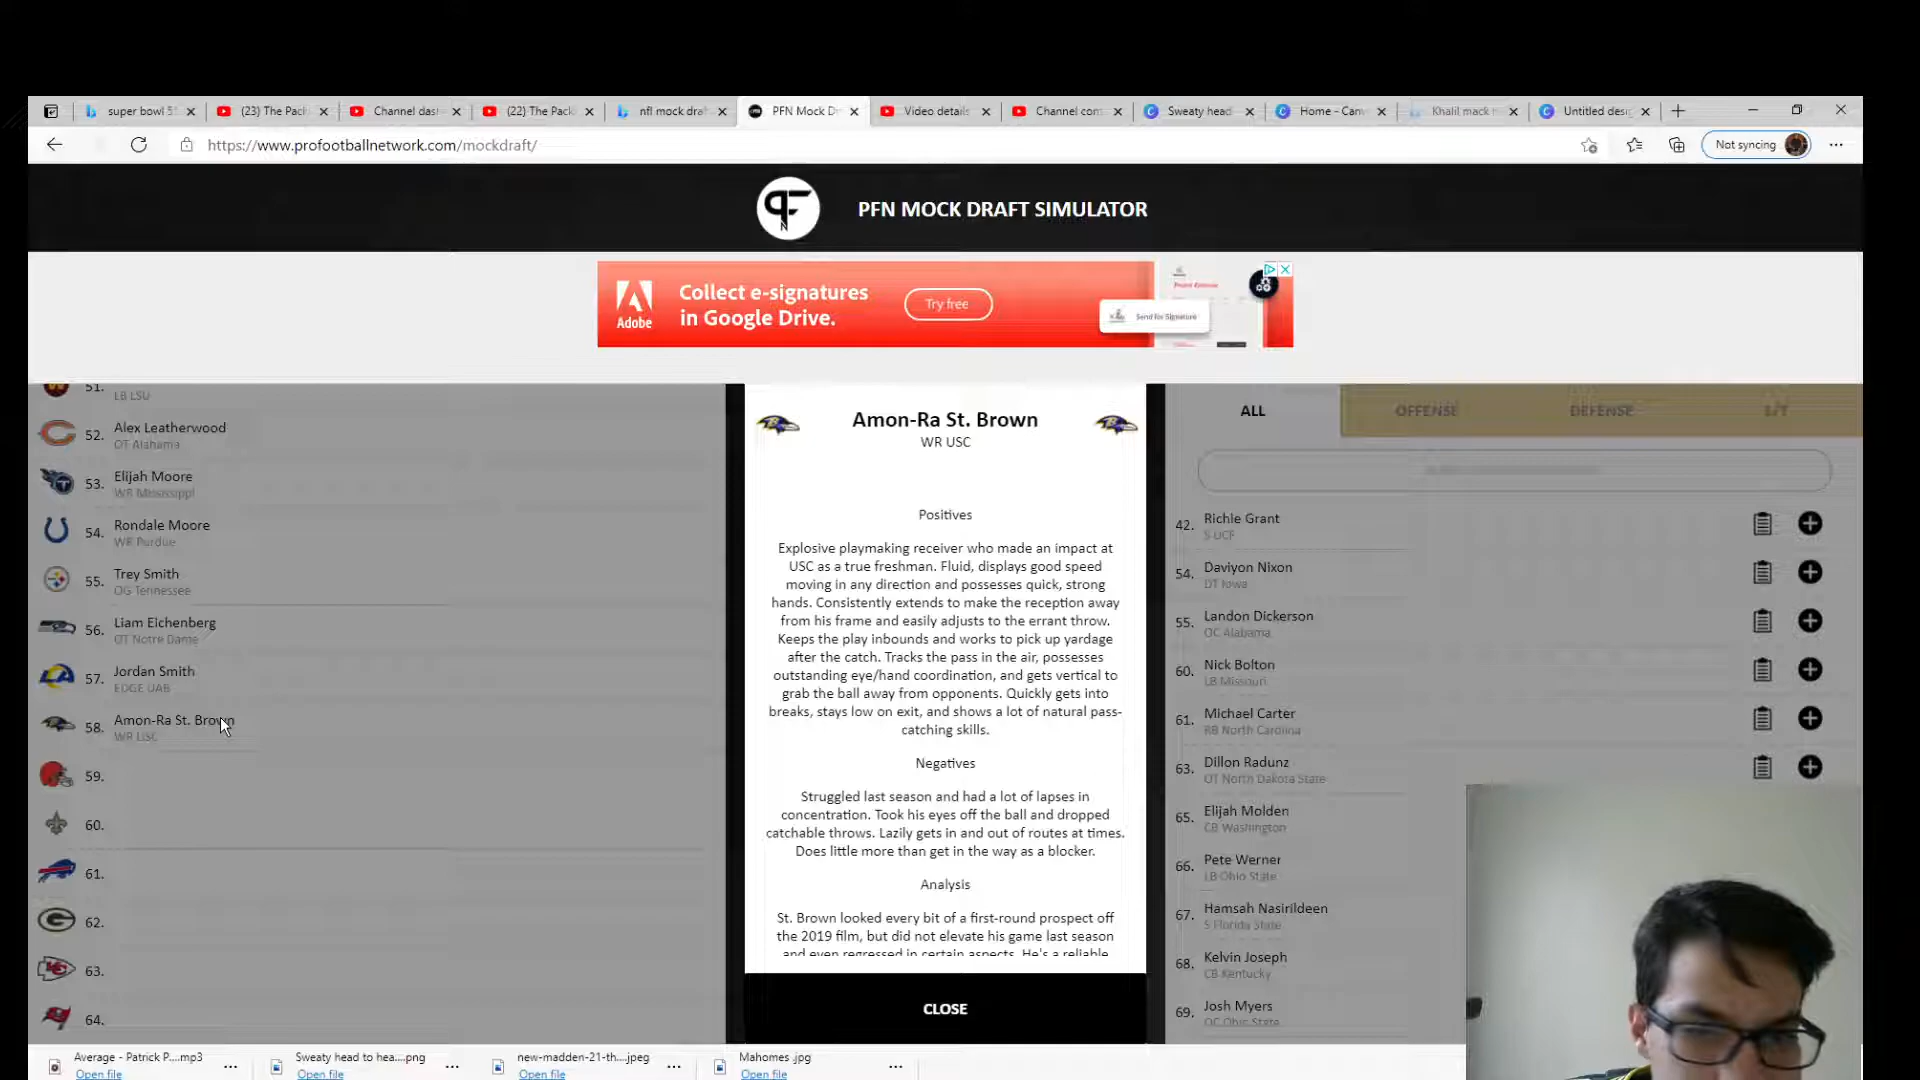 super bowl 5
(23) The Pack
Channel das
(22) The Pack
nfl mock dra
PFN Mock Dr
Video details
Channel con
Sweaty head
Home - Canv
Khalil mack
Untitled desi
https://www.profootballnetwork.com/mockdraft/
Not syncing
PFN
PFN MOCK DRAFT SIMULATOR
Adobe
Collect e-signatures
in Google Drive.
Try free
Send for Signature
51.
LB LSU
52. Alex Leatherwood
OT Alabama
53. Elijah Moore
WR Mississippi
54. Rondale Moore
WR Purdue
55. Trey Smith
OG Tennessee
56. Liam Eichenberg
OT Notre Dame
57. Jordan Smith
EDGE UAB
58. Amon-Ra St. Brown
WR USC
59.
60.
61.
62.
63.
64.
Amon-Ra St. Brown
WR USC
Positives
Explosive playmaking receiver who made an impact at
USC as a true freshman. Fluid, displays good speed
moving in any direction and possesses quick, strong
hands. Consistently extends to make the reception away
from his frame and easily adjusts to the errant throw.
Keeps the play inbounds and works to pick up yardage
after the catch. Tracks the pass in the air, possesses
outstanding eye/hand coordination, and gets vertical to
grab the ball away from opponents. Quickly gets into
breaks, stays low on exit, and shows a lot of natural pass-
catching skills.
Negatives
Struggled last season and had a lot of lapses in
concentration. Took his eyes off the ball and dropped
catchable throws. Lazily gets in and out of routes at times.
Does little more than get in the way as a blocker.
Analysis
St. Brown looked every bit of a first-round prospect off
the 2019 film, but did not elevate his game last season
and even regressed in certain aspects. He's a reliable
CLOSE
ALL
OFFENSE
DEFENSE
S/T
42. Richie Grant
S UCF
54. Daviyon Nixon
DT Iowa
55. Landon Dickerson
OC Alabama
60. Nick Bolton
LB Missouri
61. Michael Carter
RB North Carolina
63. Dillon Radunz
OT North Dakota State
65. Elijah Molden
CB Washington
66. Pete Werner
LB Ohio State
67. Hamsah Nasirildeen
S Florida State
68. Kelvin Joseph
CB Kentucky
69. Josh Myers
OC Ohio State
Average - Patrick P....mp3
Open file
Sweaty head to hea....png
Open file
new-madden-21-th....jpeg
Open file
Mahomes .jpg
Open file